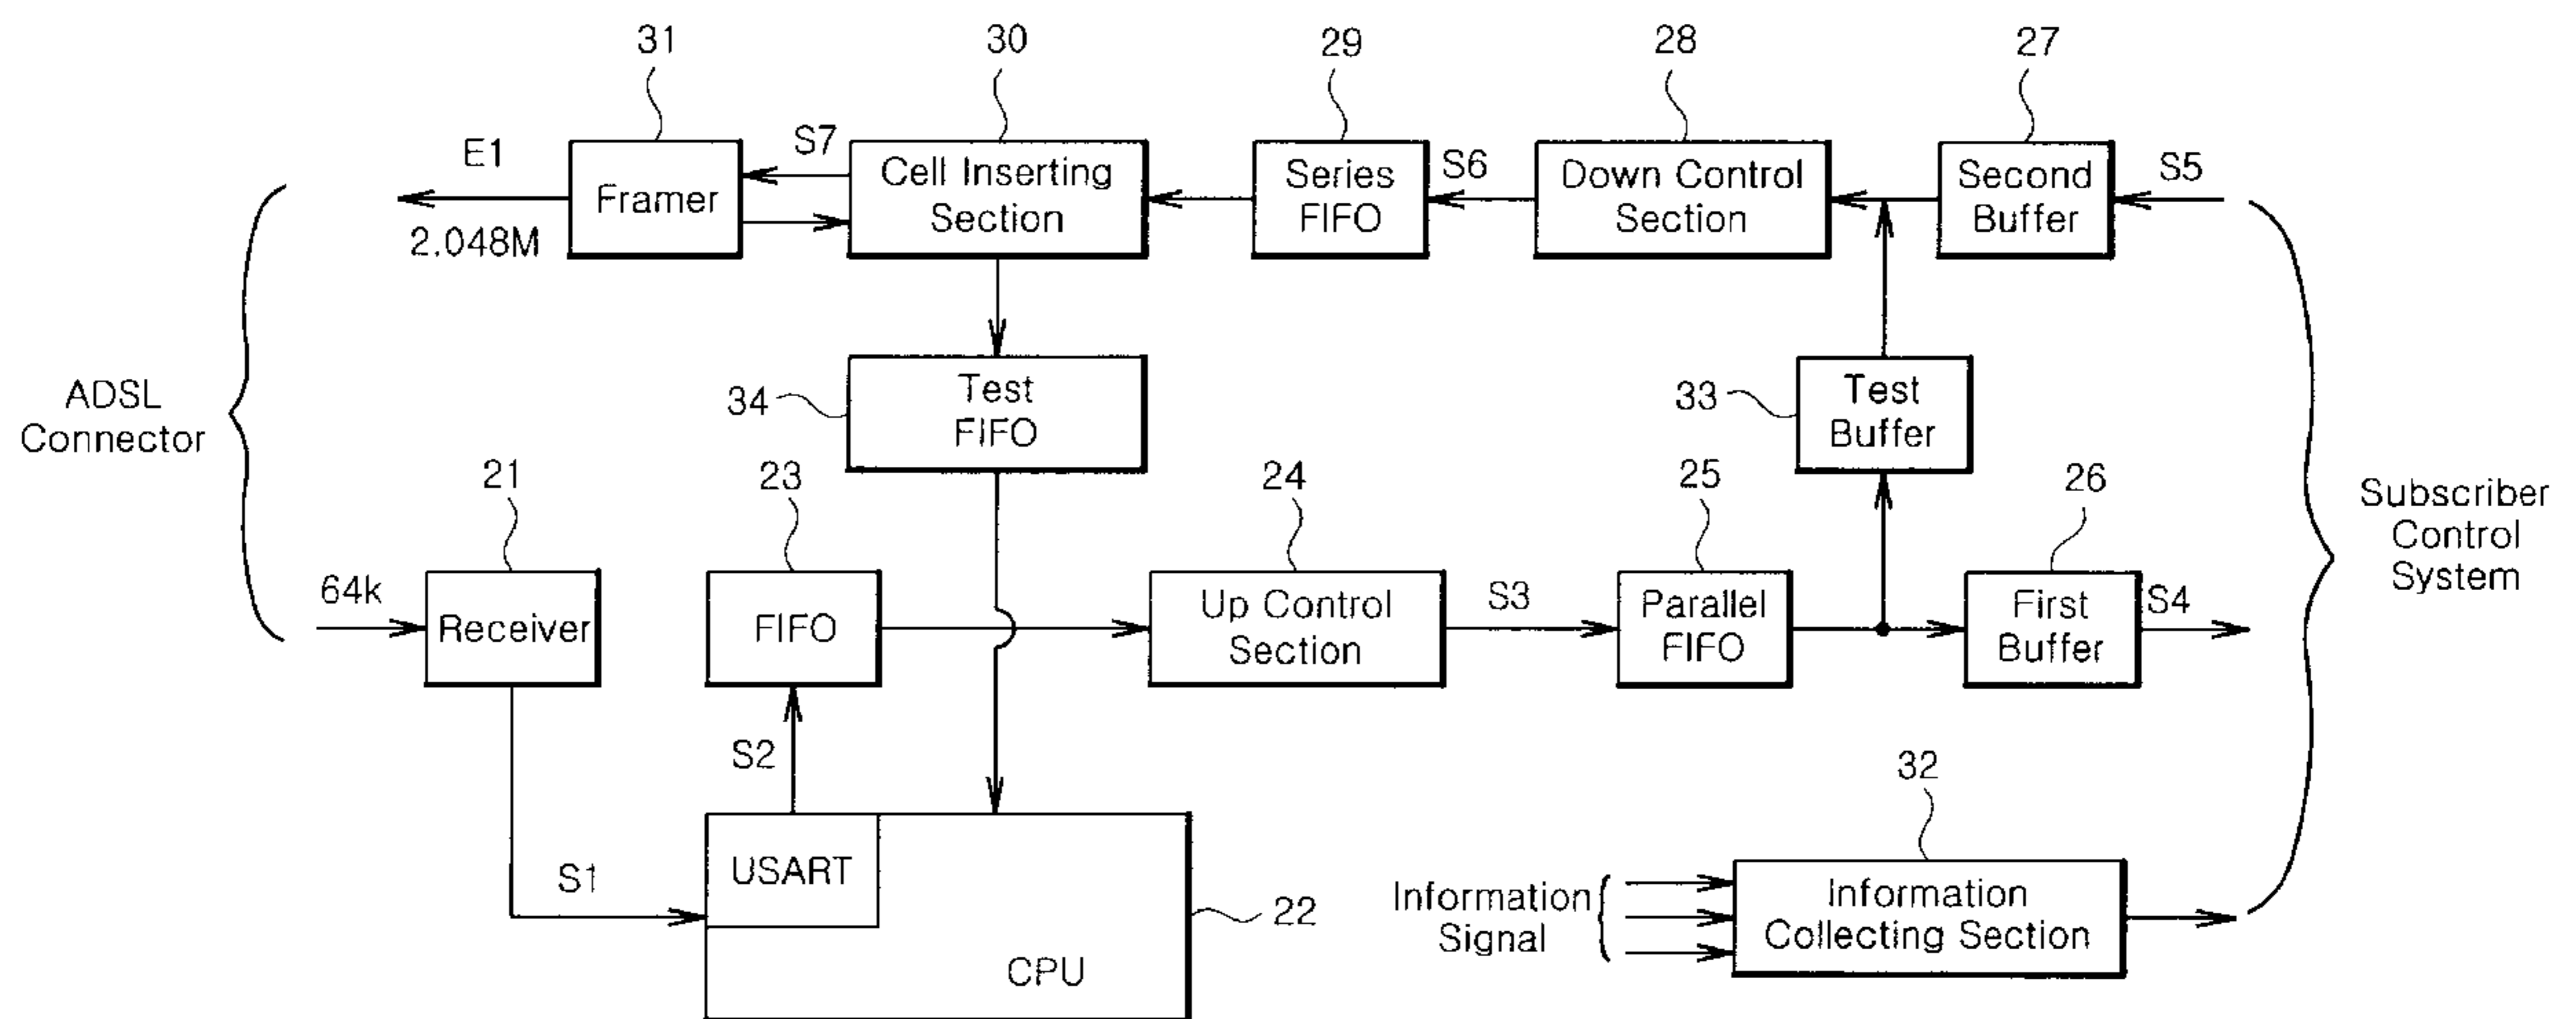 31
30
29
28
27
E1
2.048M
Framer
S7
Cell Inserting
Section
Series
FIFO
S6
Down Control
Section
Second
Buffer
S5
ADSL
Connector
34
Test
FIFO
33
Test
Buffer
Subscriber
Control
System
21
23
24
25
26
64k
Receiver
FIFO
Up Control
Section
S3
Parallel
FIFO
First
Buffer
S4
S2
S1
USART
CPU
22
32
Information
Signal
Information
Collecting Section